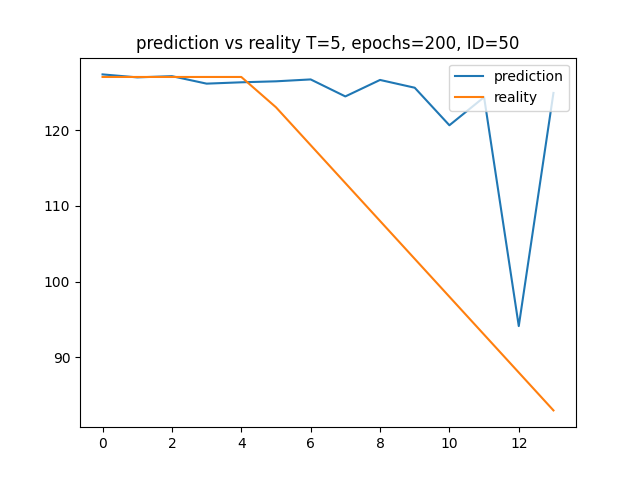 prediction vs reality T=5, epochs=200, ID=50
prediction
reality
120
110
100
90
0 2 4 6 8 10 12